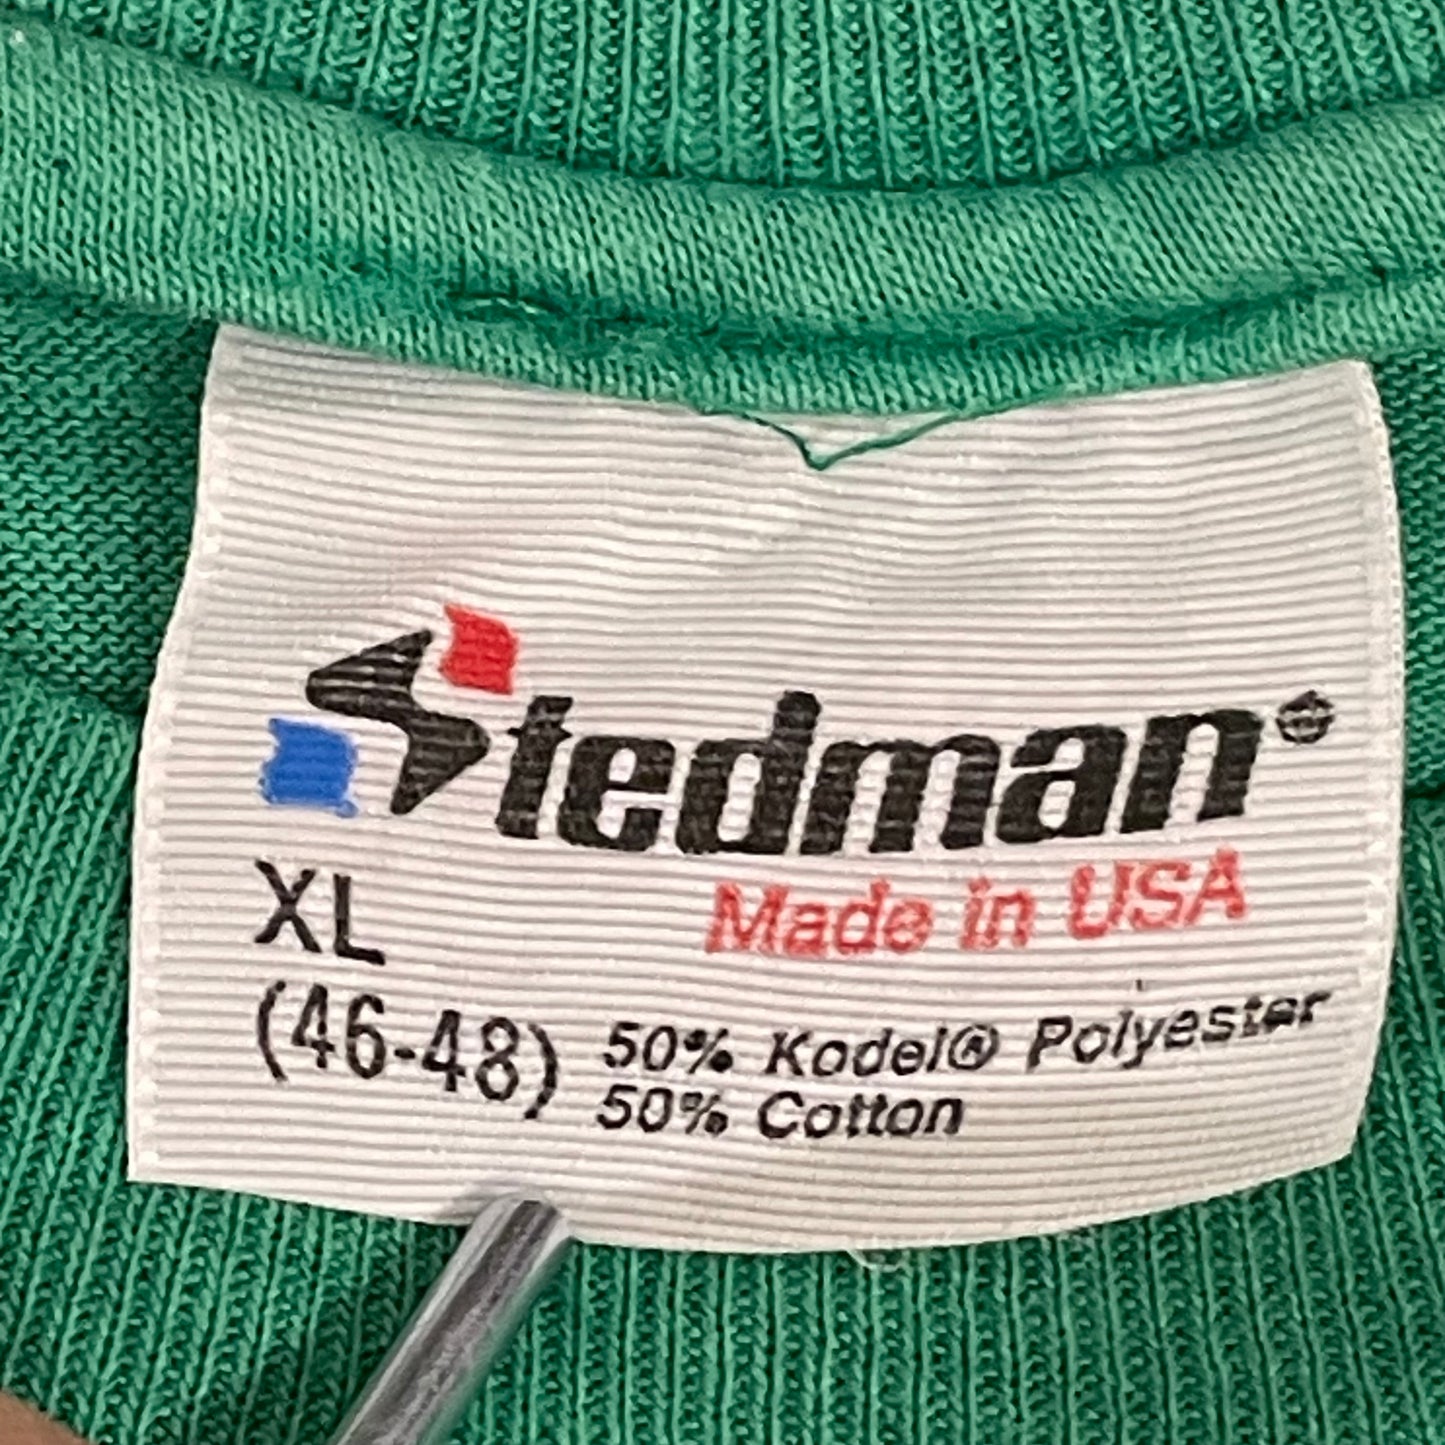 Stedman®
Made in USA
XL
(46-48)
50% Kodel® Polyester
50% Cotton